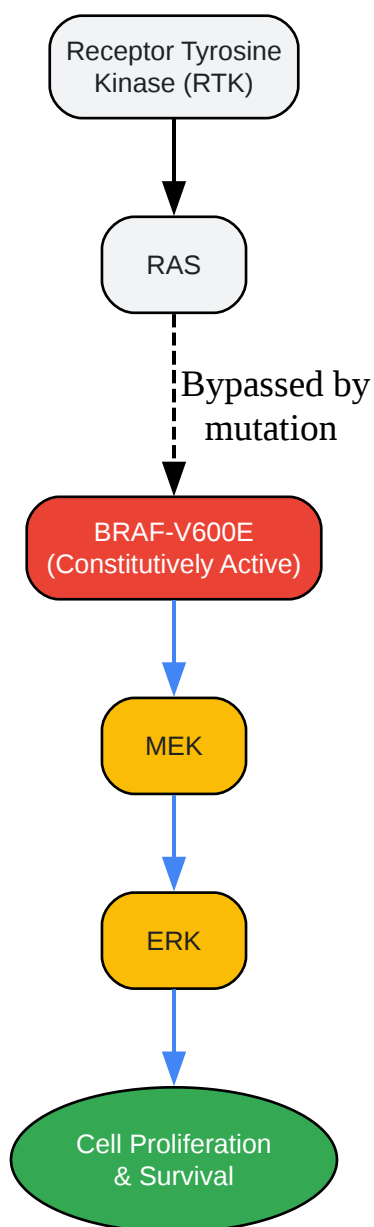 Receptor Tyrosine
Kinase (RTK)
RAS
Bypassed by
mutation
BRAF-V600E
(Constitutively Active)
MEK
ERK
Cell Proliferation
& Survival